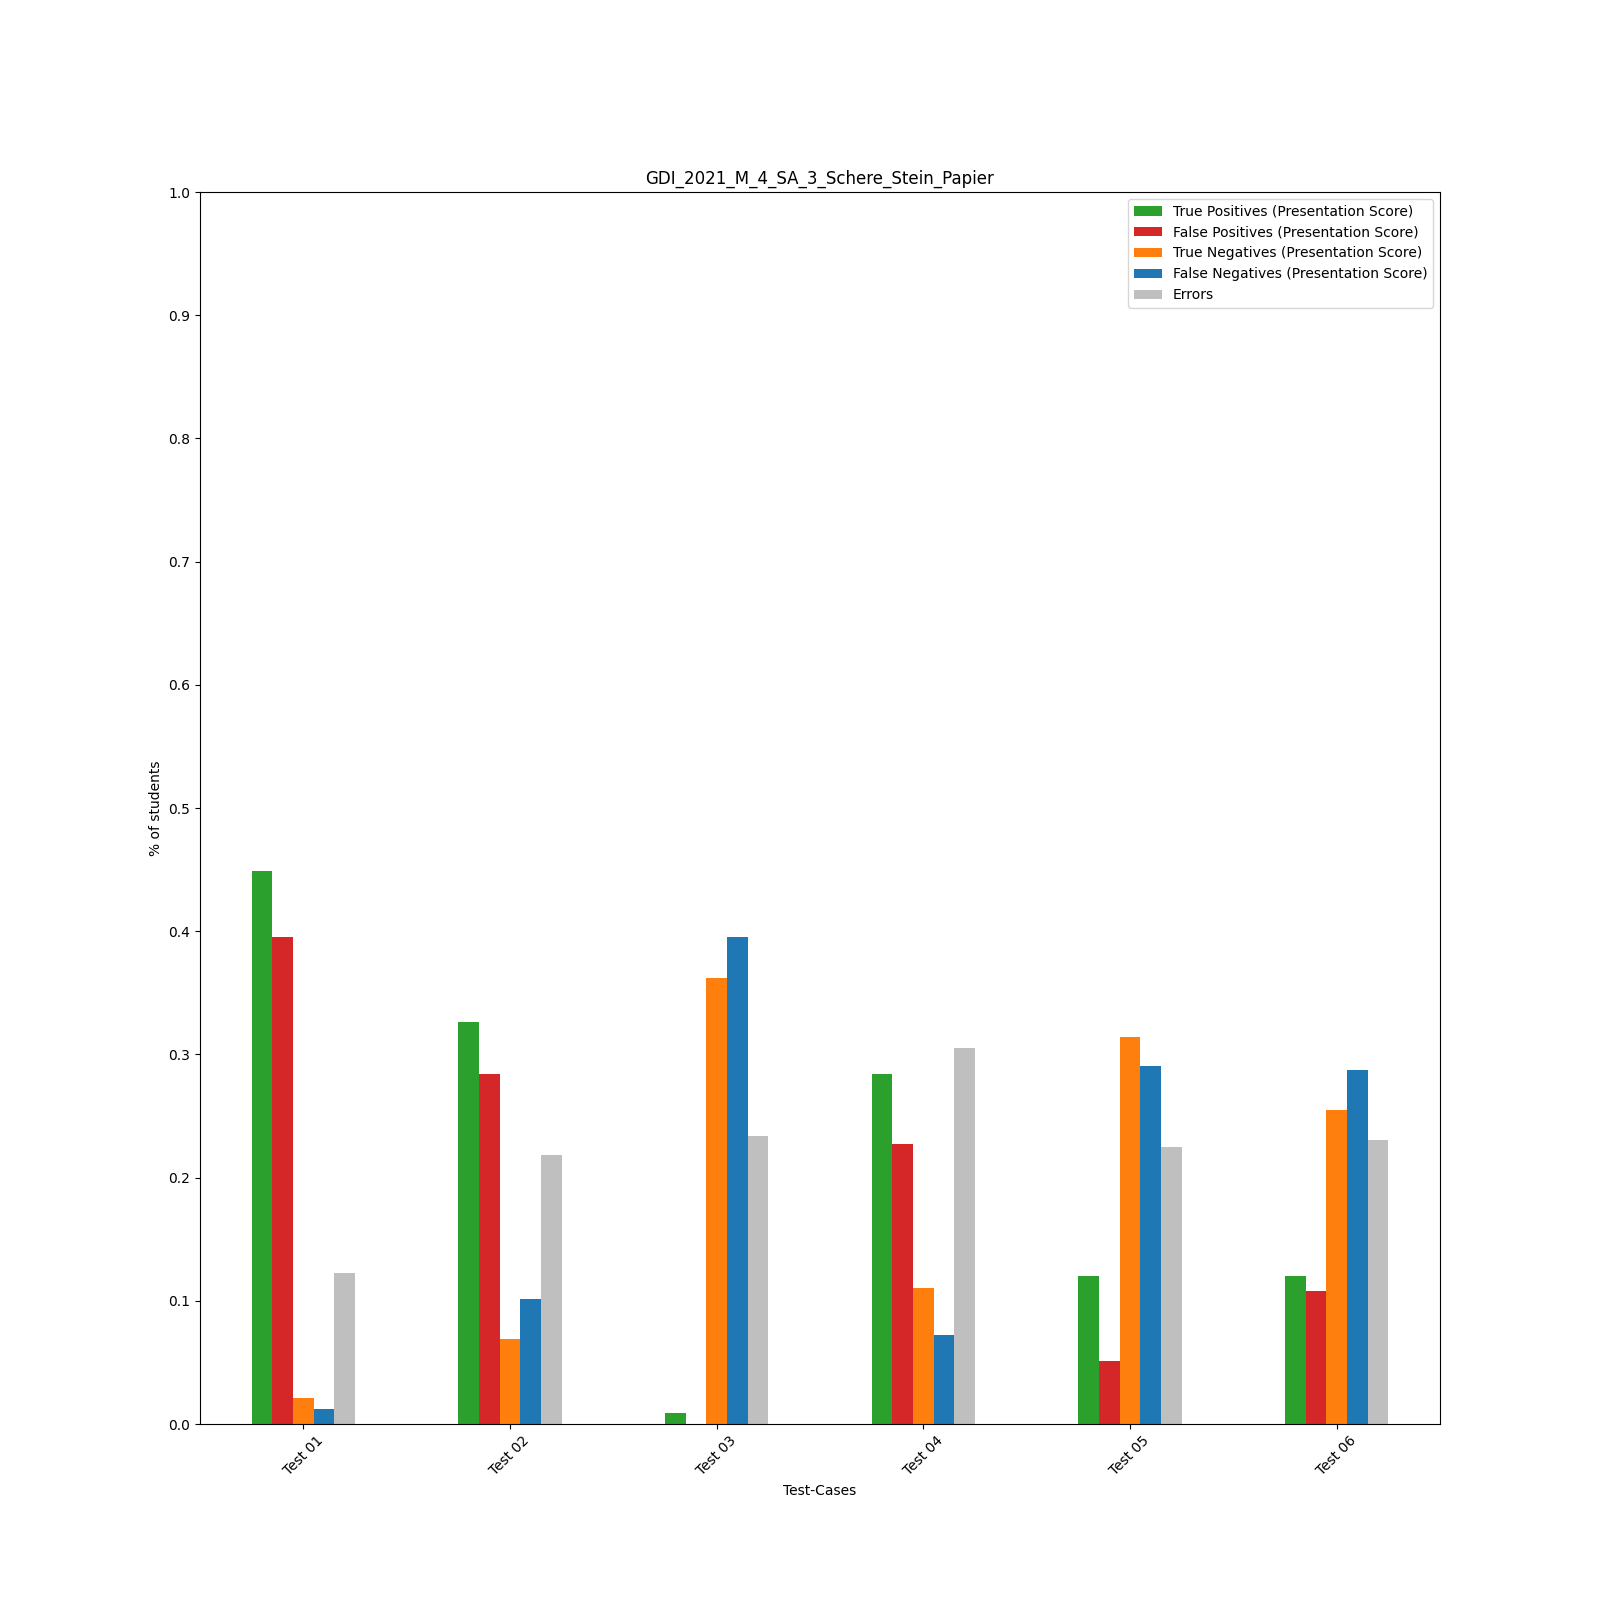 GDI_2021_M_4_SA_3_Schere_Stein_Papier
True Positives (Presentation Score)
False Positives (Presentation Score)
True Negatives (Presentation Score)
False Negatives (Presentation Score)
Errors
1.0
0.9
0.8
0.7
0.6
0.5
0.4
0.3
0.2
0.1
0.0
% of students
Test 01
Test 02
Test 03
Test 04
Test 05
Test 06
Test-Cases